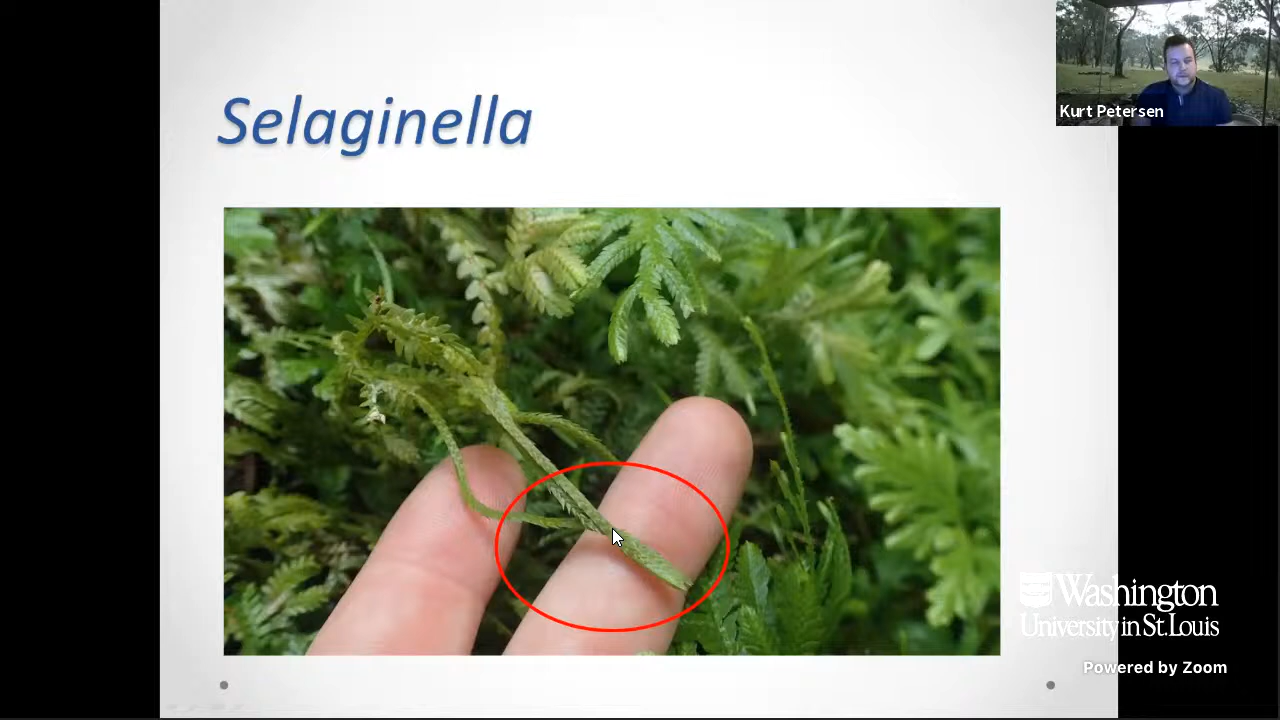 Selaginella
Kurt Petersen
Washington
University in St. Louis
Powered by Zoom